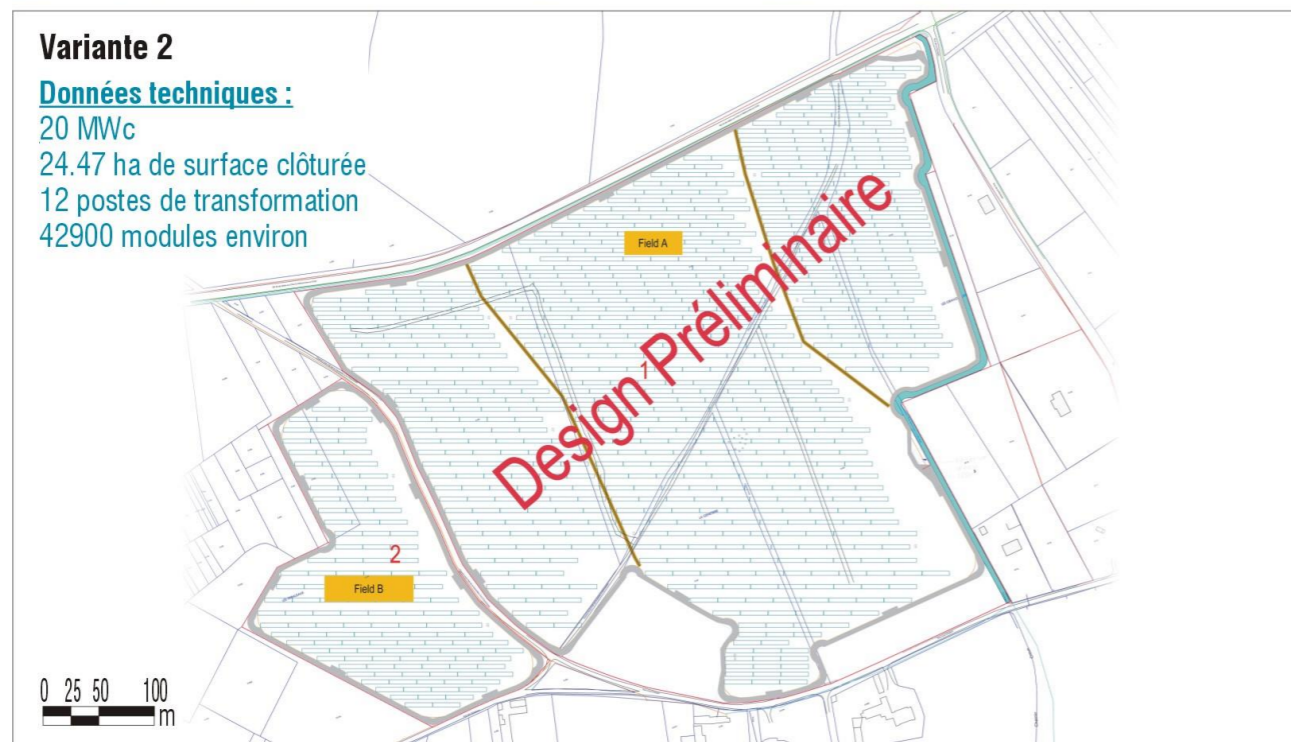 Variante 2
Données techniques :
20 MWc
24.47 ha de surface clôturée
12 postes de transformation
42900 modules environ
Field A
Design Préliminaire
1
2
Field B
0 25 50 100
m